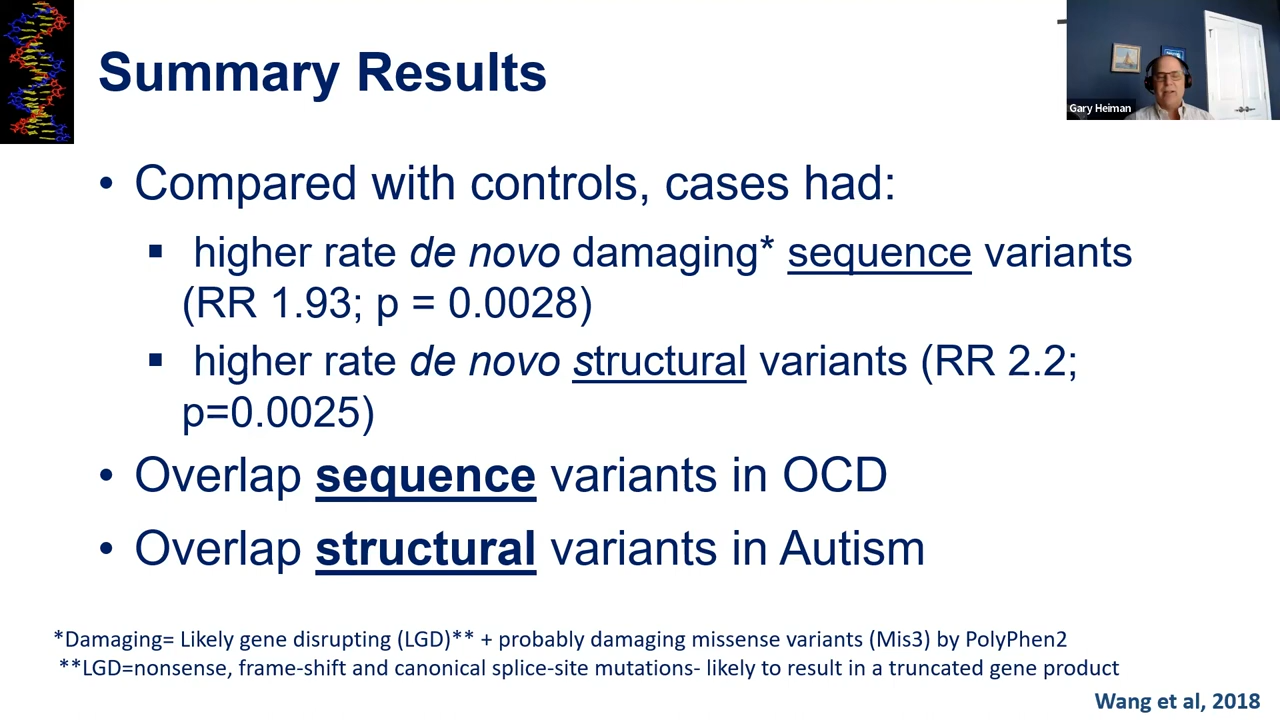 Summary Results
Gary Heiman
• Compared with controls, cases had:
▪ higher rate de novo damaging* sequence variants
(RR 1.93; p = 0.0028)
▪ higher rate de novo structural variants (RR 2.2;
p=0.0025)
• Overlap sequence variants in OCD
• Overlap structural variants in Autism
*Damaging= Likely gene disrupting (LGD)** + probably damaging missense variants (Mis3) by PolyPhen2
**LGD=nonsense, frame-shift and canonical splice-site mutations- likely to result in a truncated gene product
Wang et al, 2018